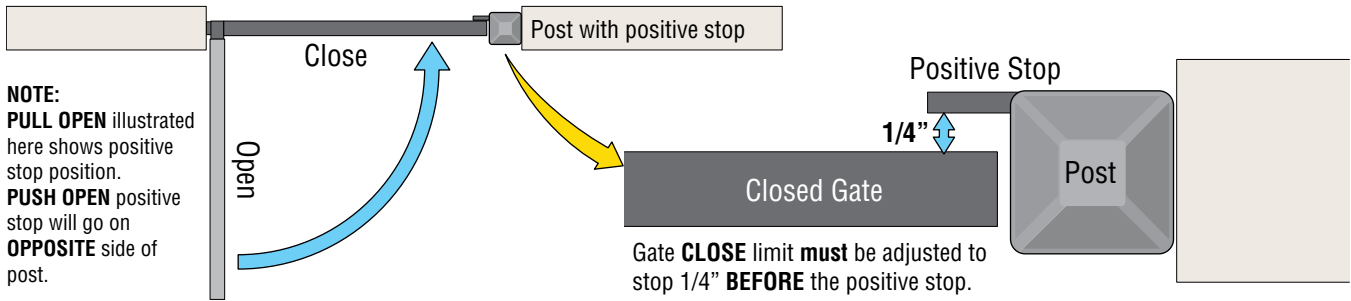 Post with positive stop
Close
Open
NOTE:
PULL OPEN illustrated
here shows positive
stop position.
PUSH OPEN positive
stop will go on
OPPOSITE side of
post.
Positive Stop
1/4”
Closed Gate
Post
Gate CLOSE limit must be adjusted to
stop 1/4” BEFORE the positive stop.